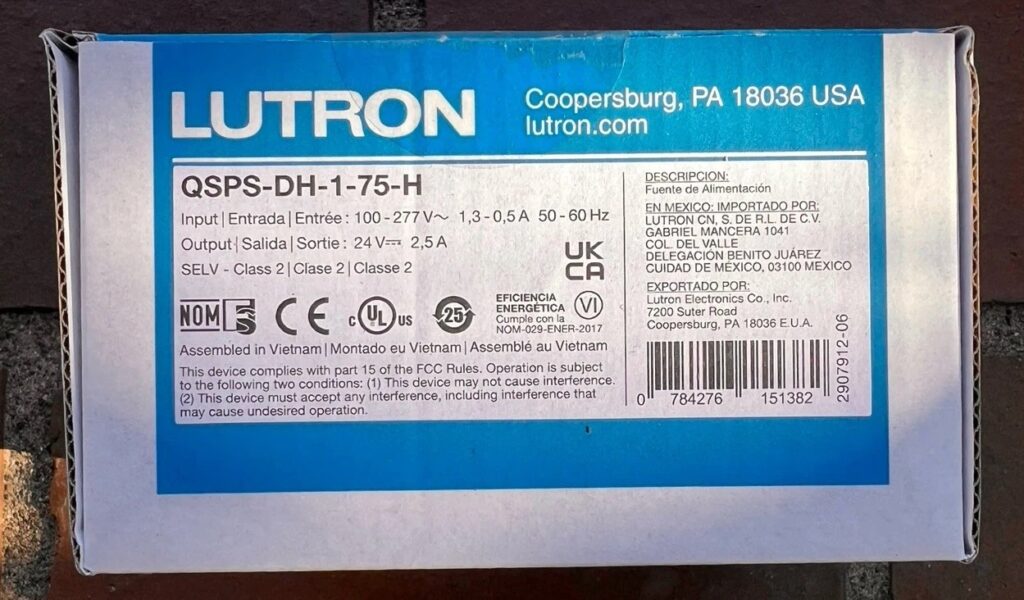 LUTRON
Coopersburg, PA 18036 USA
lutron.com
QSPS-DH-1-75-H
Input | Entrada | Entrée : 100 - 277 V~ 1,3 - 0,5 A 50 - 60 Hz
Output | Salida | Sortie : 24 V⎓ 2,5 A
SELV - Class 2 | Clase 2 | Classe 2
UK
CA
NOM
CE
c UL US
25
EFICIENCIA
ENERGÉTICA
Cumple con la
NOM-029-ENER-2017
VI
Assembled in Vietnam | Montado eu Vietnam | Assemblé au Vietnam
This device complies with part 15 of the FCC Rules. Operation is subject
to the following two conditions: (1) This device may not cause interference.
(2) This device must accept any interference, including interference that
may cause undesired operation.
DESCRIPCION:
Fuente de Alimentación
EN MEXICO: IMPORTADO POR:
LUTRON CN, S. DE R.L. DE C.V.
GABRIEL MANCERA 1041
COL. DEL VALLE
DELEGACIÓN BENITO JUÁREZ
CUIDAD DE MÉXICO, 03100 MEXICO
EXPORTADO POR:
Lutron Electronics Co., Inc.
7200 Suter Road
Coopersburg, PA 18036 E.U.A.
0 784276 151382
2907912-06